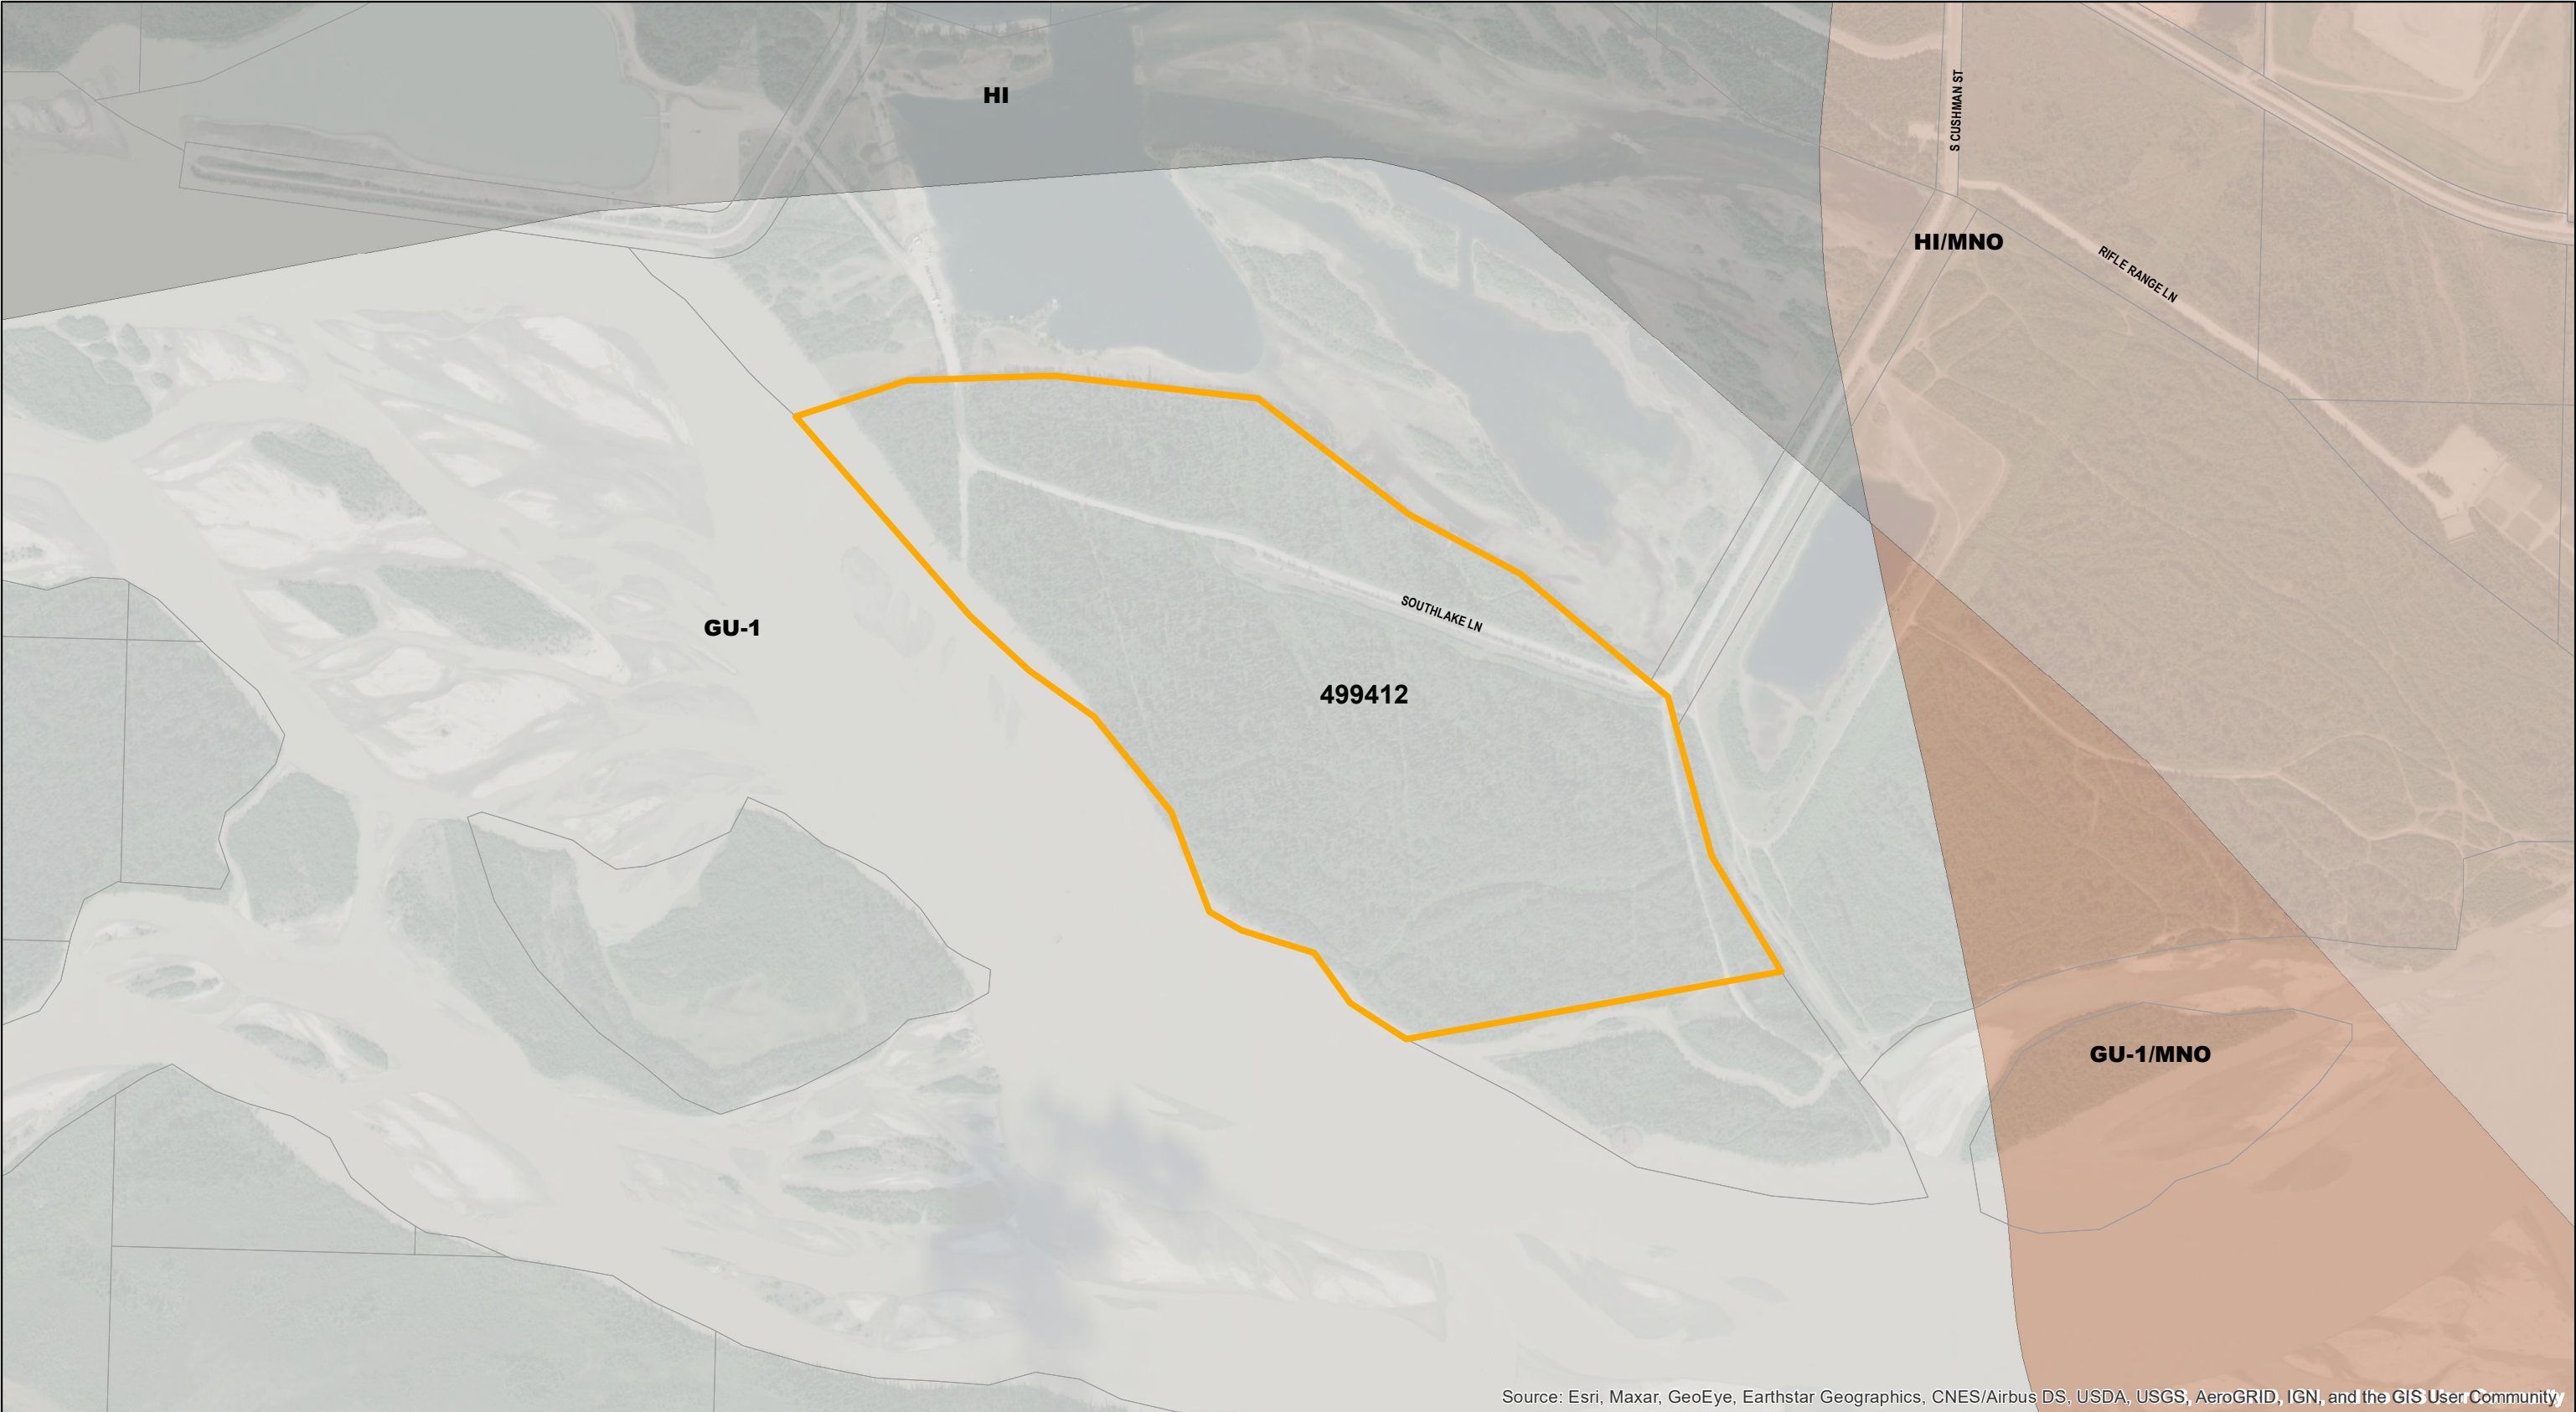 HI
S CUSHMAN ST
HI/MNO
RIFLE RANGE LN
GU-1
SOUTHLAKE LN
499412
GU-1/MNO
Source: Esri, Maxar, GeoEye, Earthstar Geographics, CNES/Airbus DS, USDA, USGS, AeroGRID, IGN, and the GIS User Community